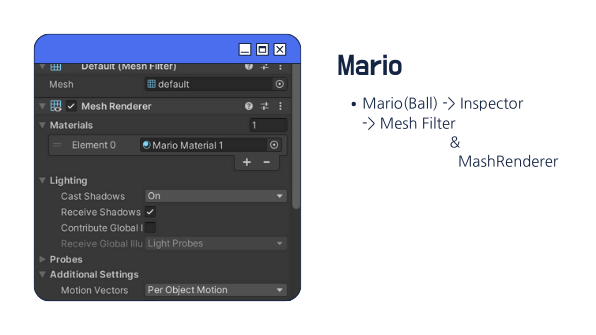 Default (Mesh Filter)
Mesh
default
Mesh Renderer
Materials
1
Element 0
Mario Material 1
+ −
Lighting
Cast Shadows
On
Receive Shadows
Contribute Global I
Receive Global Illu
Light Probes
Probes
Additional Settings
Motion Vectors
Per Object Motion
Mario
• Mario(Ball) -> Inspector
-> Mesh Filter
&
MashRenderer